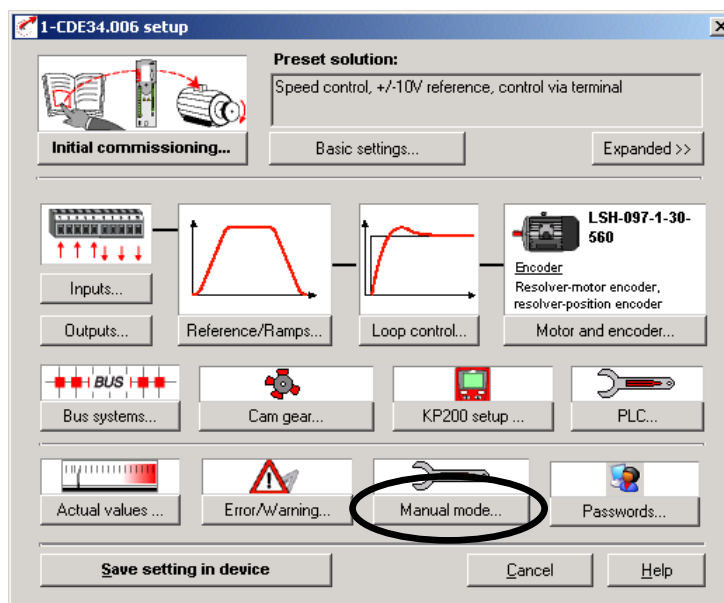 1-CDE34.006 setup
Preset solution:
Speed control, +/-10V reference, control via terminal
Initial commissioning...
Basic settings...
Expanded >>
LSH-097-1-30-
560
Encoder
Resolver-motor encoder,
resolver-position encoder
Inputs...
Outputs...
Reference/Ramps...
Loop control...
Motor and encoder...
BUS
Bus systems...
Cam gear...
KP200 setup ...
PLC...
Actual values ...
Error/Warning...
Manual mode...
Passwords...
Save setting in device
Cancel
Help